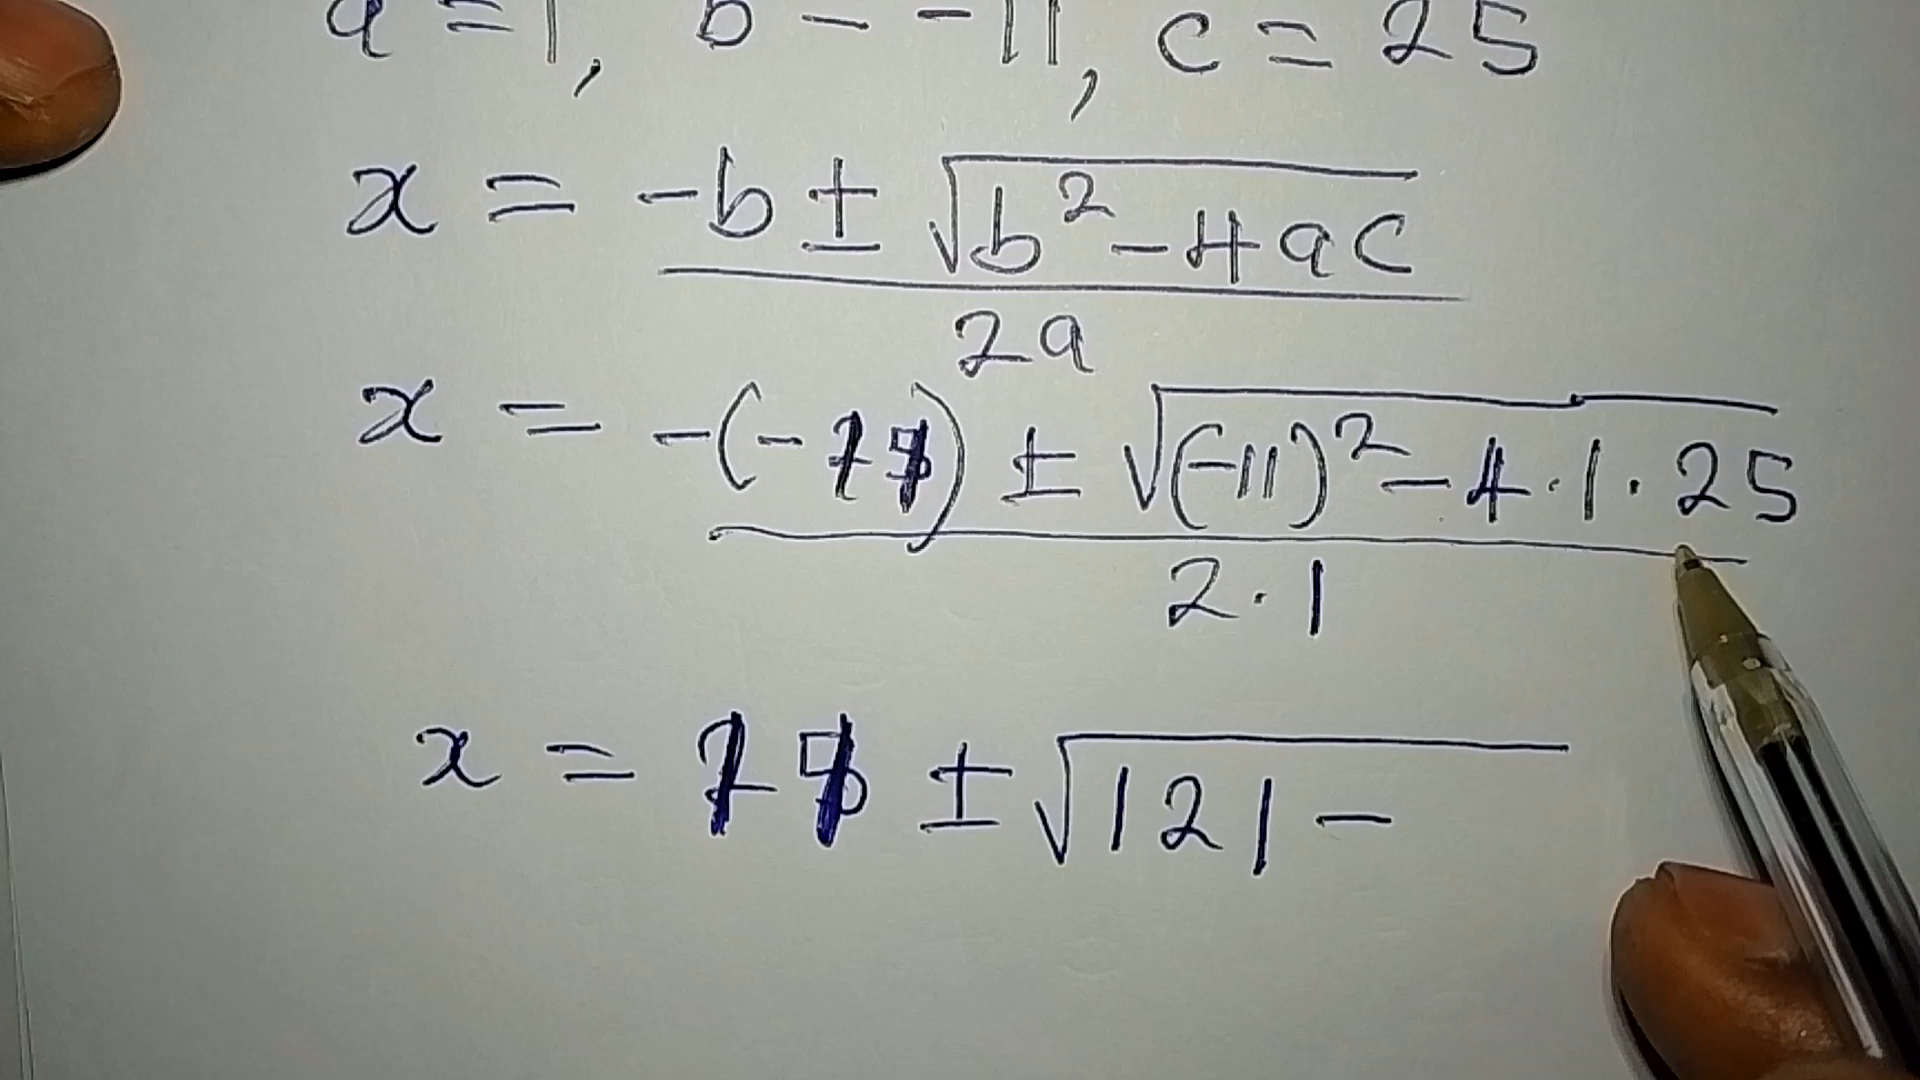 a = 1, b = -11, c = 25
x = -b ± √b² - 4ac
2a
x = -(-11) ± √(-11)² - 4 · 1 · 25
2 · 1
x = 11 ± √121 -